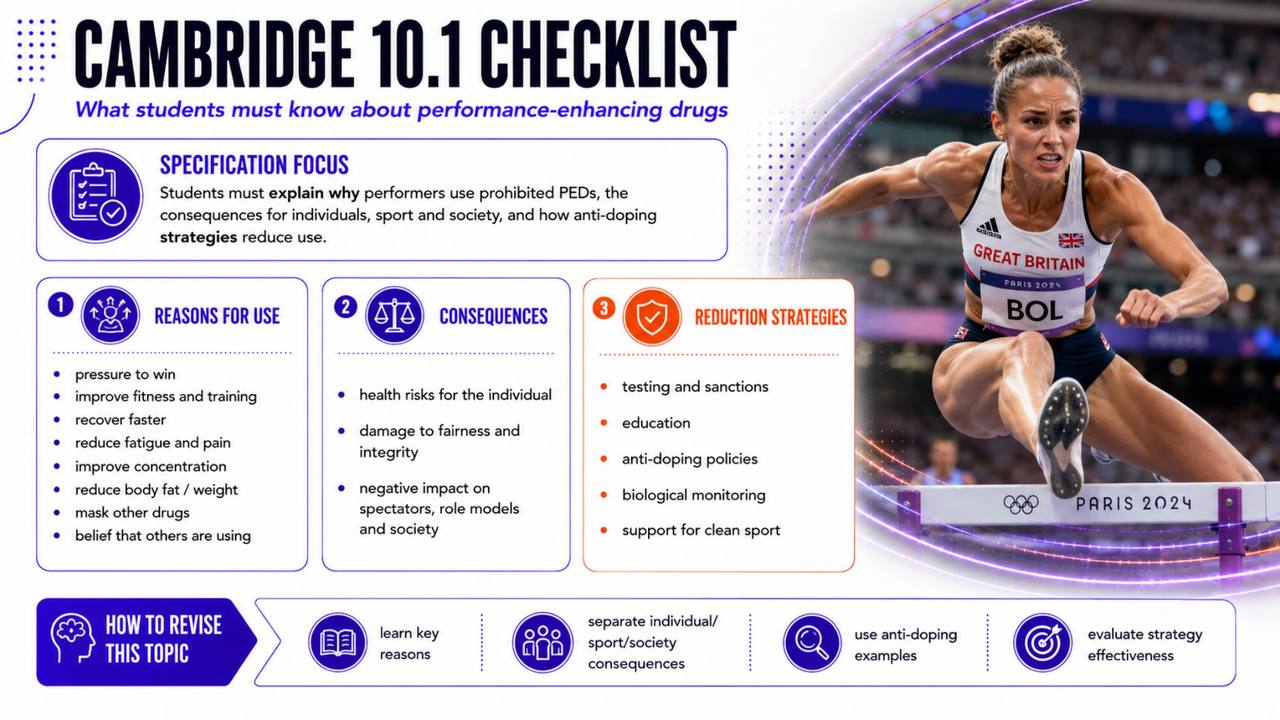 CAMBRIDGE 10.1 CHECKLIST
What students must know about performance-enhancing drugs
SPECIFICATION FOCUS
Students must explain why performers use prohibited PEDs, the
consequences for individuals, sport and society, and how anti-doping
strategies reduce use.
1
REASONS FOR USE
pressure to win
improve fitness and training
recover faster
reduce fatigue and pain
improve concentration
reduce body fat / weight
mask other drugs
belief that others are using
2
CONSEQUENCES
health risks for the individual
damage to fairness and
integrity
negative impact on
spectators, role models
and society
3
REDUCTION STRATEGIES
testing and sanctions
education
anti-doping policies
biological monitoring
support for clean sport
GREAT BRITAIN
PARIS 2024
BOL
PARIS 2024
HOW TO REVISE
THIS TOPIC
learn key
reasons
separate individual/
sport/society
consequences
use anti-doping
examples
evaluate strategy
effectiveness